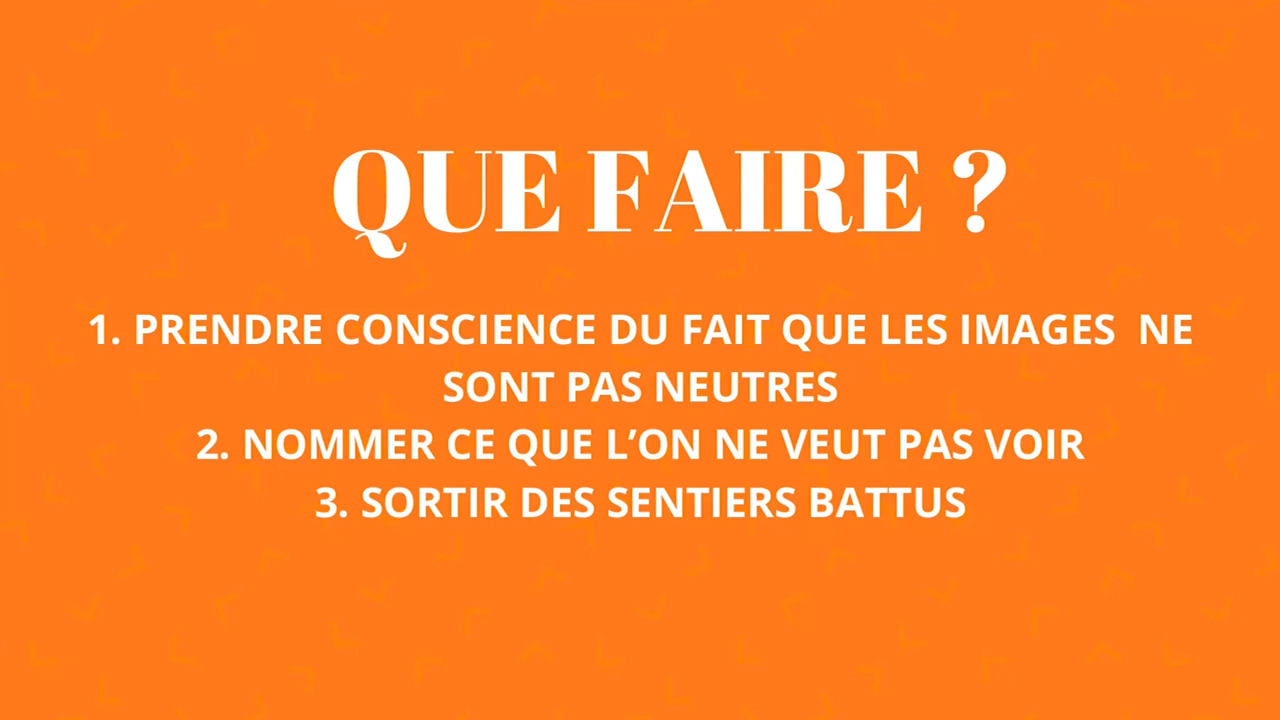 QUE FAIRE ?
1. PRENDRE CONSCIENCE DU FAIT QUE LES IMAGES  NE
SONT PAS NEUTRES
2. NOMMER CE QUE L’ON NE VEUT PAS VOIR
3. SORTIR DES SENTIERS BATTUS